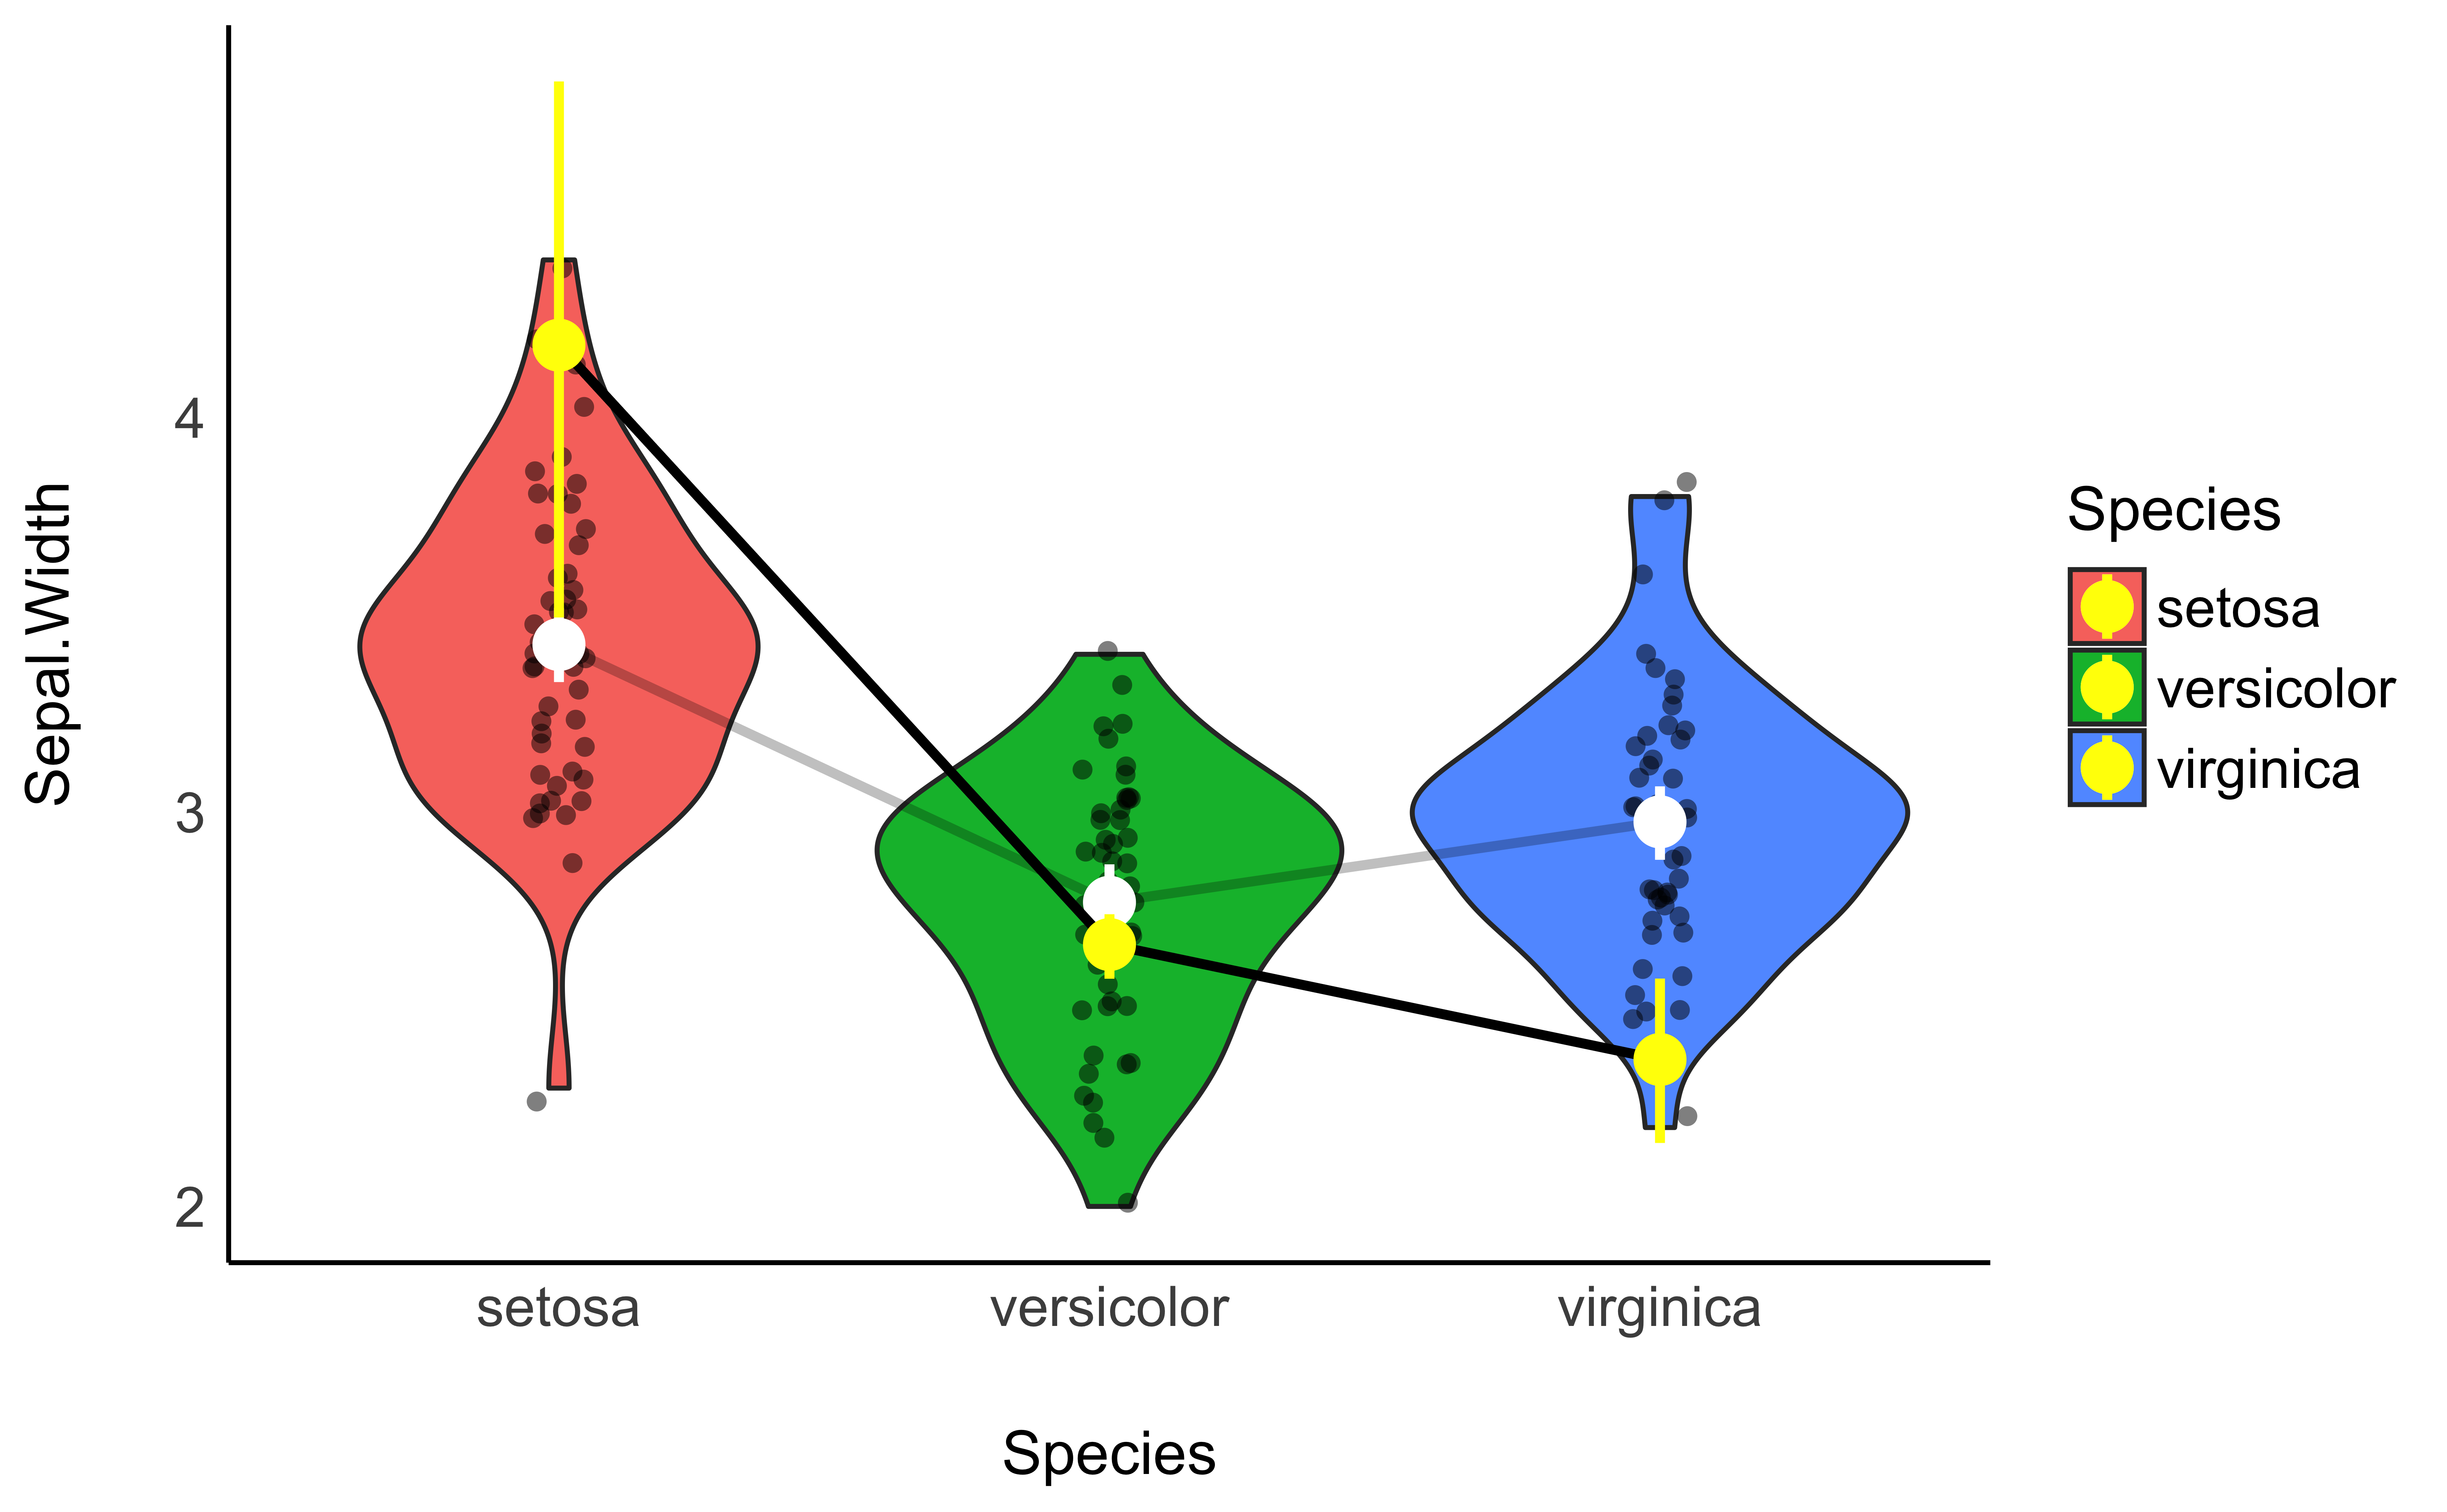 Sepal.Width
4
3
2
setosa
versicolor
virginica
Species
Species
setosa
versicolor
virginica